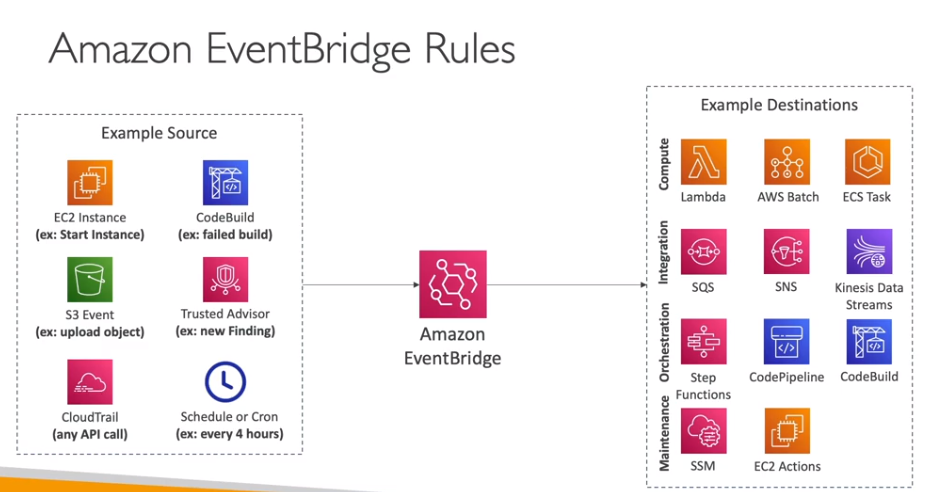 Amazon EventBridge Rules
Example Source
EC2 Instance
(ex: Start Instance)
CodeBuild
(ex: failed build)
S3 Event
(ex: upload object)
Trusted Advisor
(ex: new Finding)
CloudTrail
(any API call)
Schedule or Cron
(ex: every 4 hours)
Amazon
EventBridge
Example Destinations
Compute
Lambda
AWS Batch
ECS Task
Integration
SQS
SNS
Kinesis Data
Streams
Orchestration
Step
Functions
CodePipeline
CodeBuild
Maintenance
SSM
EC2 Actions